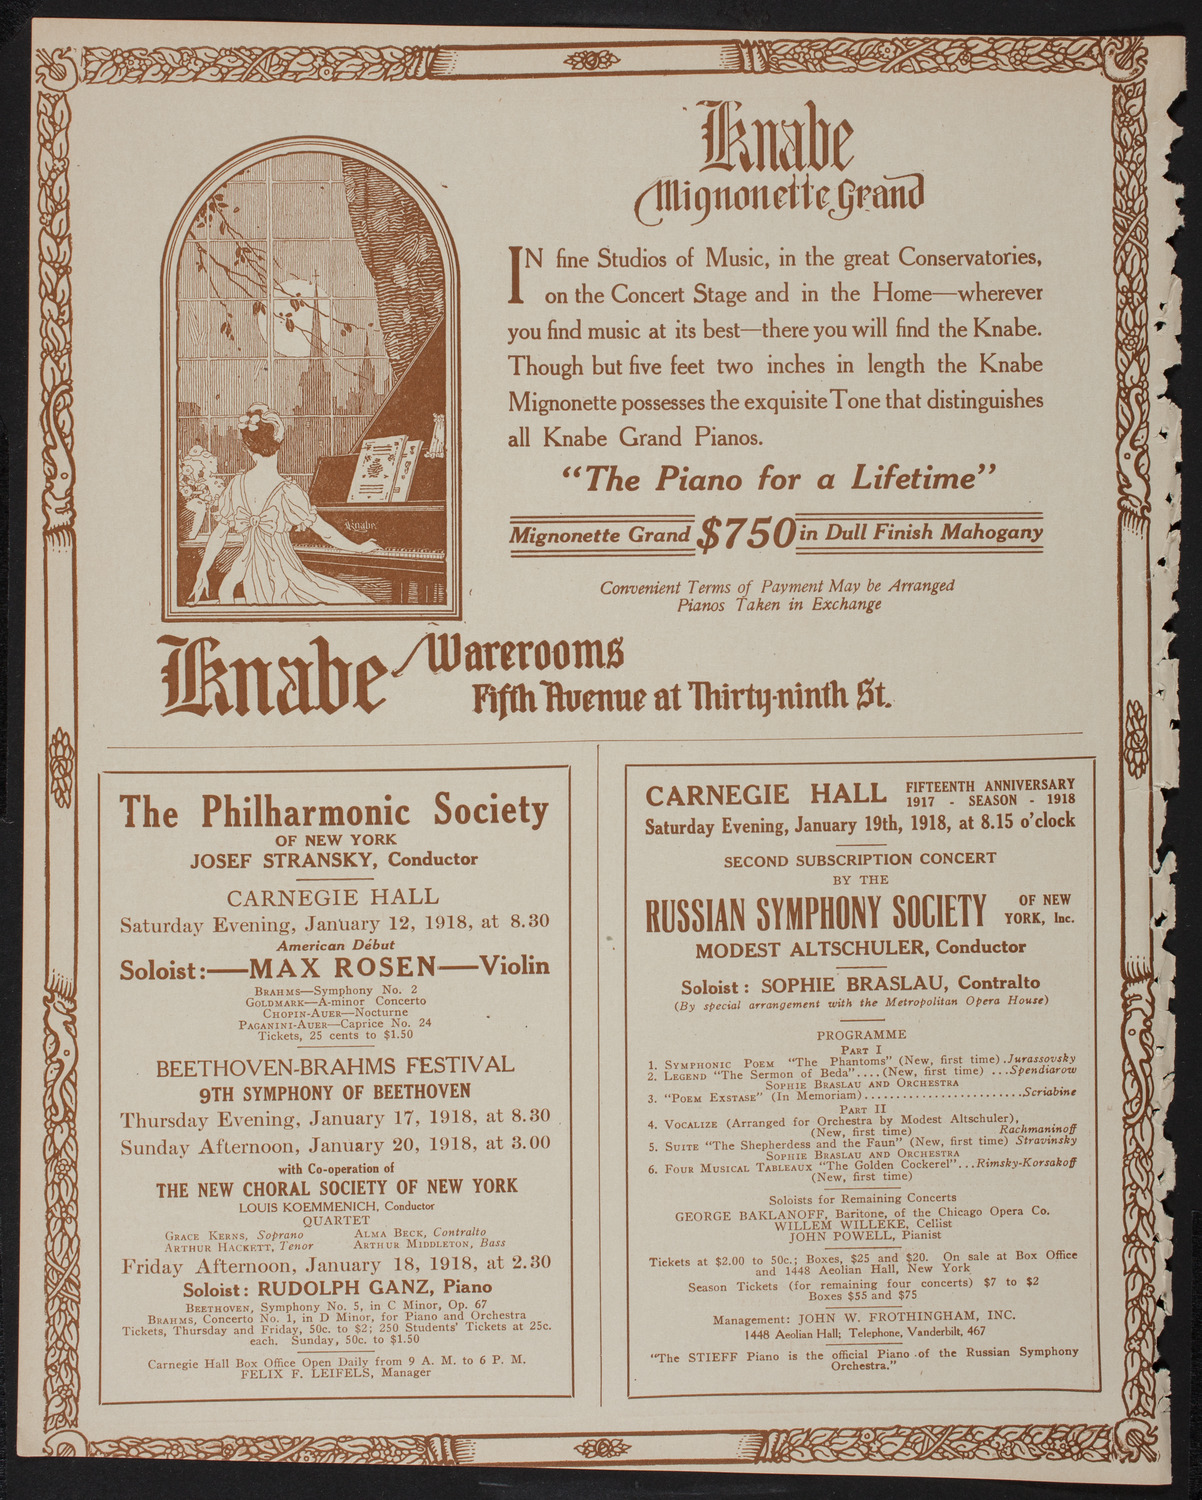 Knabe
Mignonette Grand
IN fine Studios of Music, in the great Conservatories,
on the Concert Stage and in the Home—wherever
you find music at its best—there you will find the Knabe.
Though but five feet two inches in length the Knabe
Mignonette possesses the exquisite Tone that distinguishes
all Knabe Grand Pianos.
"The Piano for a Lifetime"
Mignonette Grand $750 in Dull Finish Mahogany
Convenient Terms of Payment May be Arranged
Pianos Taken in Exchange
Knabe
Knabe Warerooms
Fifth Avenue at Thirty-ninth St.
The Philharmonic Society
OF NEW YORK
JOSEF STRANSKY, Conductor
CARNEGIE HALL
Saturday Evening, January 12, 1918, at 8.30
American Début
Soloist:—MAX ROSEN—Violin
BRAHMS—Symphony No. 2
GOLDMARK—A-minor Concerto
CHOPIN-AUER—Nocturne
PAGANINI-AUER—Caprice No. 24
Tickets, 25 cents to $1.50
BEETHOVEN-BRAHMS FESTIVAL
9TH SYMPHONY OF BEETHOVEN
Thursday Evening, January 17, 1918, at 8.30
Sunday Afternoon, January 20, 1918, at 3.00
with Co-operation of
THE NEW CHORAL SOCIETY OF NEW YORK
LOUIS KOEMMENICH, Conductor
QUARTET
GRACE KERNS, Soprano ALMA BECK, Contralto
ARTHUR HACKETT, Tenor ARTHUR MIDDLETON, Bass
Friday Afternoon, January 18, 1918, at 2.30
Soloist: RUDOLPH GANZ, Piano
BEETHOVEN, Symphony No. 5, in C Minor, Op. 67
BRAHMS, Concerto No. 1, in D Minor, for Piano and Orchestra
Tickets, Thursday and Friday, 50c. to $2; 250 Students' Tickets at 25c.
each. Sunday, 50c. to $1.50
Carnegie Hall Box Office Open Daily from 9 A. M. to 6 P. M.
FELIX F. LEIFELS, Manager
CARNEGIE HALL FIFTEENTH ANNIVERSARY
1917 - SEASON - 1918
Saturday Evening, January 19th, 1918, at 8.15 o'clock
SECOND SUBSCRIPTION CONCERT
BY THE
RUSSIAN SYMPHONY SOCIETY OF NEW
YORK, Inc.
MODEST ALTSCHULER, Conductor
Soloist: SOPHIE BRASLAU, Contralto
(By special arrangement with the Metropolitan Opera House)
PROGRAMME
PART I
1. SYMPHONIC POEM "The Phantoms" (New, first time).Jurassovsky
2. LEGEND "The Sermon of Beda"....(New, first time) ...Spendiarow
SOPHIE BRASLAU AND ORCHESTRA
3. "POEM EXSTASE" (In Memoriam)........................Scriabine
PART II
4. VOCALIZE (Arranged for Orchestra by Modest Altschuler),
(New, first time) Rachmaninoff
5. SUITE "The Shepherdess and the Faun" (New, first time) Stravinsky
SOPHIE BRASLAU AND ORCHESTRA
6. FOUR MUSICAL TABLEAUX "The Golden Cockerel"...Rimsky-Korsakoff
(New, first time)
Soloists for Remaining Concerts
GEORGE BAKLANOFF, Baritone, of the Chicago Opera Co.
WILLEM WILLEKE, Cellist
JOHN POWELL, Pianist
Tickets at $2.00 to 50c.; Boxes, $25 and $20. On sale at Box Office
and 1448 Aeolian Hall, New York
Season Tickets (for remaining four concerts) $7 to $2
Boxes $55 and $75
Management: JOHN W. FROTHINGHAM, INC.
1448 Aeolian Hall; Telephone, Vanderbilt, 467
"The STIEFF Piano is the official Piano of the Russian Symphony
Orchestra."